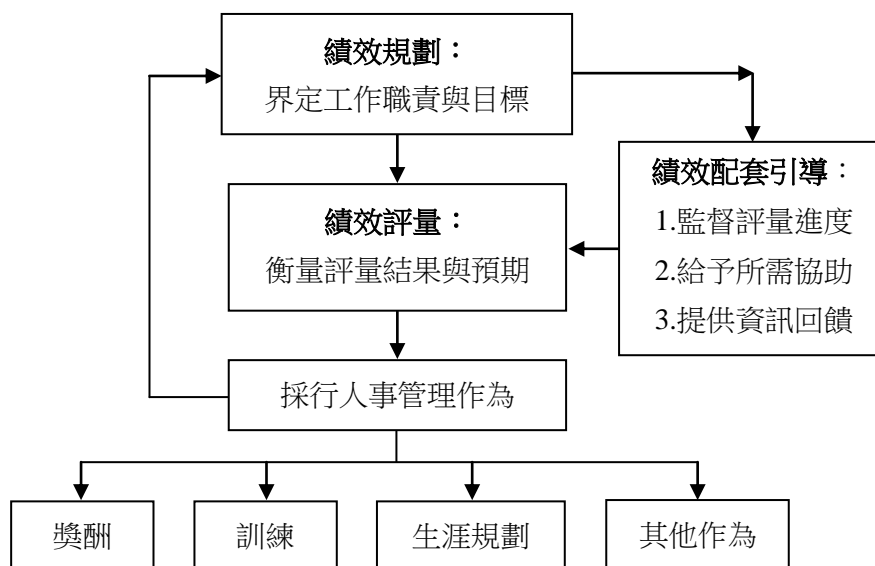 績效規劃：
界定工作職責與目標
績效配套引導：
1.監督評量進度
2.給予所需協助
3.提供資訊回饋
績效評量：
衡量評量結果與預期
採行人事管理作為
獎酬
訓練
生涯規劃
其他作為